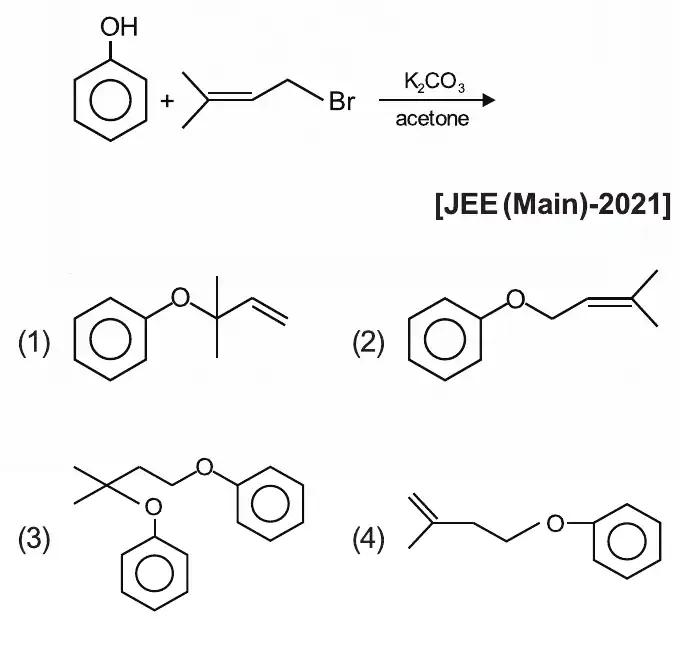 OH
+
Br
K₂CO₃
acetone
[JEE (Main)-2021]
(1)
O
(2)
O
(3)
O
O
(4)
O